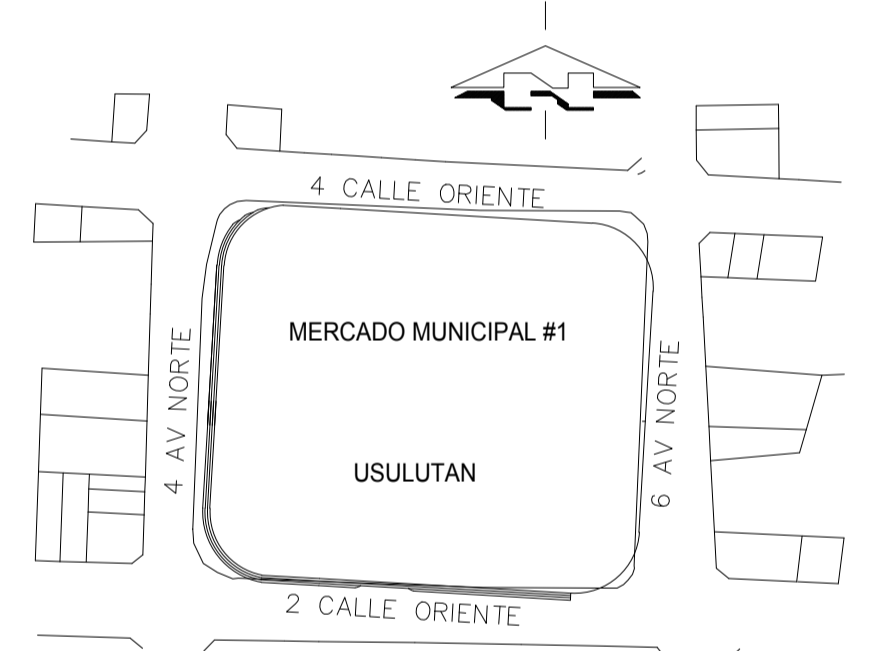 N
4 CALLE ORIENTE
MERCADO MUNICIPAL #1
4 AV NORTE
6 AV NORTE
USULUTAN
2 CALLE ORIENTE